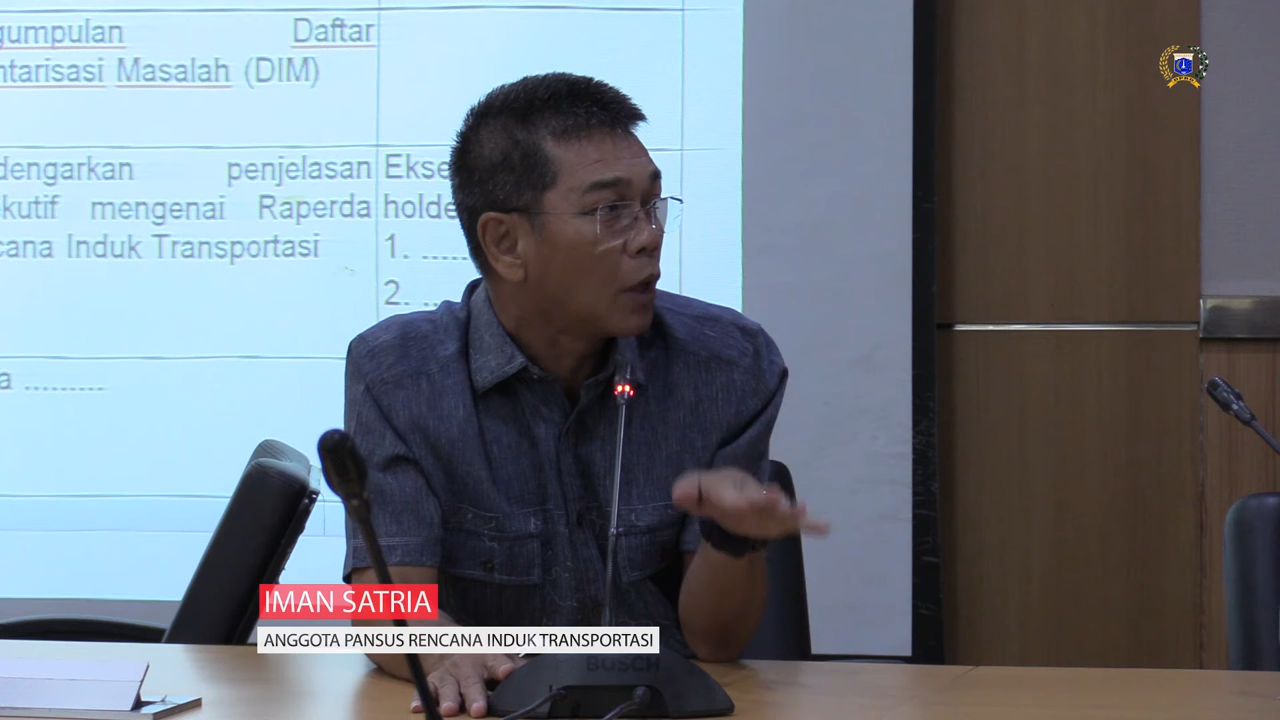 gumpulan Daftar
ntarisasi Masalah (DIM)
dengarkan penjelasan Ekse
kutif mengenai Raperda holde
cana Induk Transportasi 1. .....
2. ..
a .........
IMAN SATRIA
ANGGOTA PANSUS RENCANA INDUK TRANSPORTASI
BOSCH